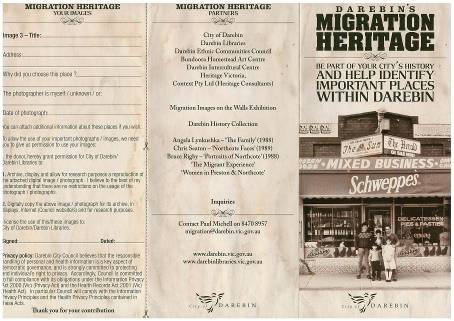 MIGRATION HERITAGE
YOUR IMAGES
Image 3 – Title:
Address:
Why did you choose this place?:
The photographer is myself / unknown / or:
Date of photograph:
You can attach additional information about these places if you wish.
To allow the use of your important photographs / images, we need
you to give us permission to use your images:
I, the donor, hereby grant permission for City of Darebin/
Darebin Libraries to
1. Archive, display and allow for research purposes a reproduction of
the attached digital image / photograph. I believe to the best of my
understanding that there are no restrictions on the usage of the
photograph / photographs.
2. Digitally copy the above image / photograph for its archive, in
displays, internet (Council websites) and for research purposes.
I license the use of this/these images to:
City of Darebin/Darebin Libraries.
Signed: Dated:
Privacy policy: Darebin City Council believes that the responsible
handling of personal and health information is a key aspect of
democratic governance, and is strongly committed to protecting
and individual's right to privacy. Accordingly, Council is committed
to full compliance with its obligations under the Information Privacy
Act 2000 (Vic) (Privacy Act) and the Health Records Act 2001 (Vic)
(Health Act). In particular, Council will comply with the Information
Privacy Principles and the Health Privacy Principles contained in
these Acts.
Thank you for your contribution
MIGRATION HERITAGE
PARTNERS
City of Darebin
Darebin Libraries
Darebin Ethnic Communities Council
Bundoora Homestead Art Centre
Darebin Intercultural Centre
Heritage Victoria,
Context Pty Ltd (Heritage Consultants)
Migration Images on the Walls Exhibition
Darebin History Collection
Angela Lynkushka – 'The Family' (1988)
Chris Seaton – 'Northcote Faces' (1989)
Bruce Rigby – 'Portraits of Northcote' (1988)
'The Migrant Experience'
'Women in Preston & Northcote'
Inquiries
Contact Paul Michell on 8470 8957
migration@darebin.vic.gov.au
www.darebin.vic.gov.au
www.darebinlibraries.vic.gov.au
City of DAREBIN
DAREBIN'S
MIGRATION
HERITAGE
BE PART OF YOUR CITY'S HISTORY
AND HELP IDENTIFY
IMPORTANT PLACES
WITHIN DAREBIN
The Sun
The Herald
MIXED BUSINESS
Schweppes
DELICATESSEN
PIES & PASTIES
City of DAREBIN